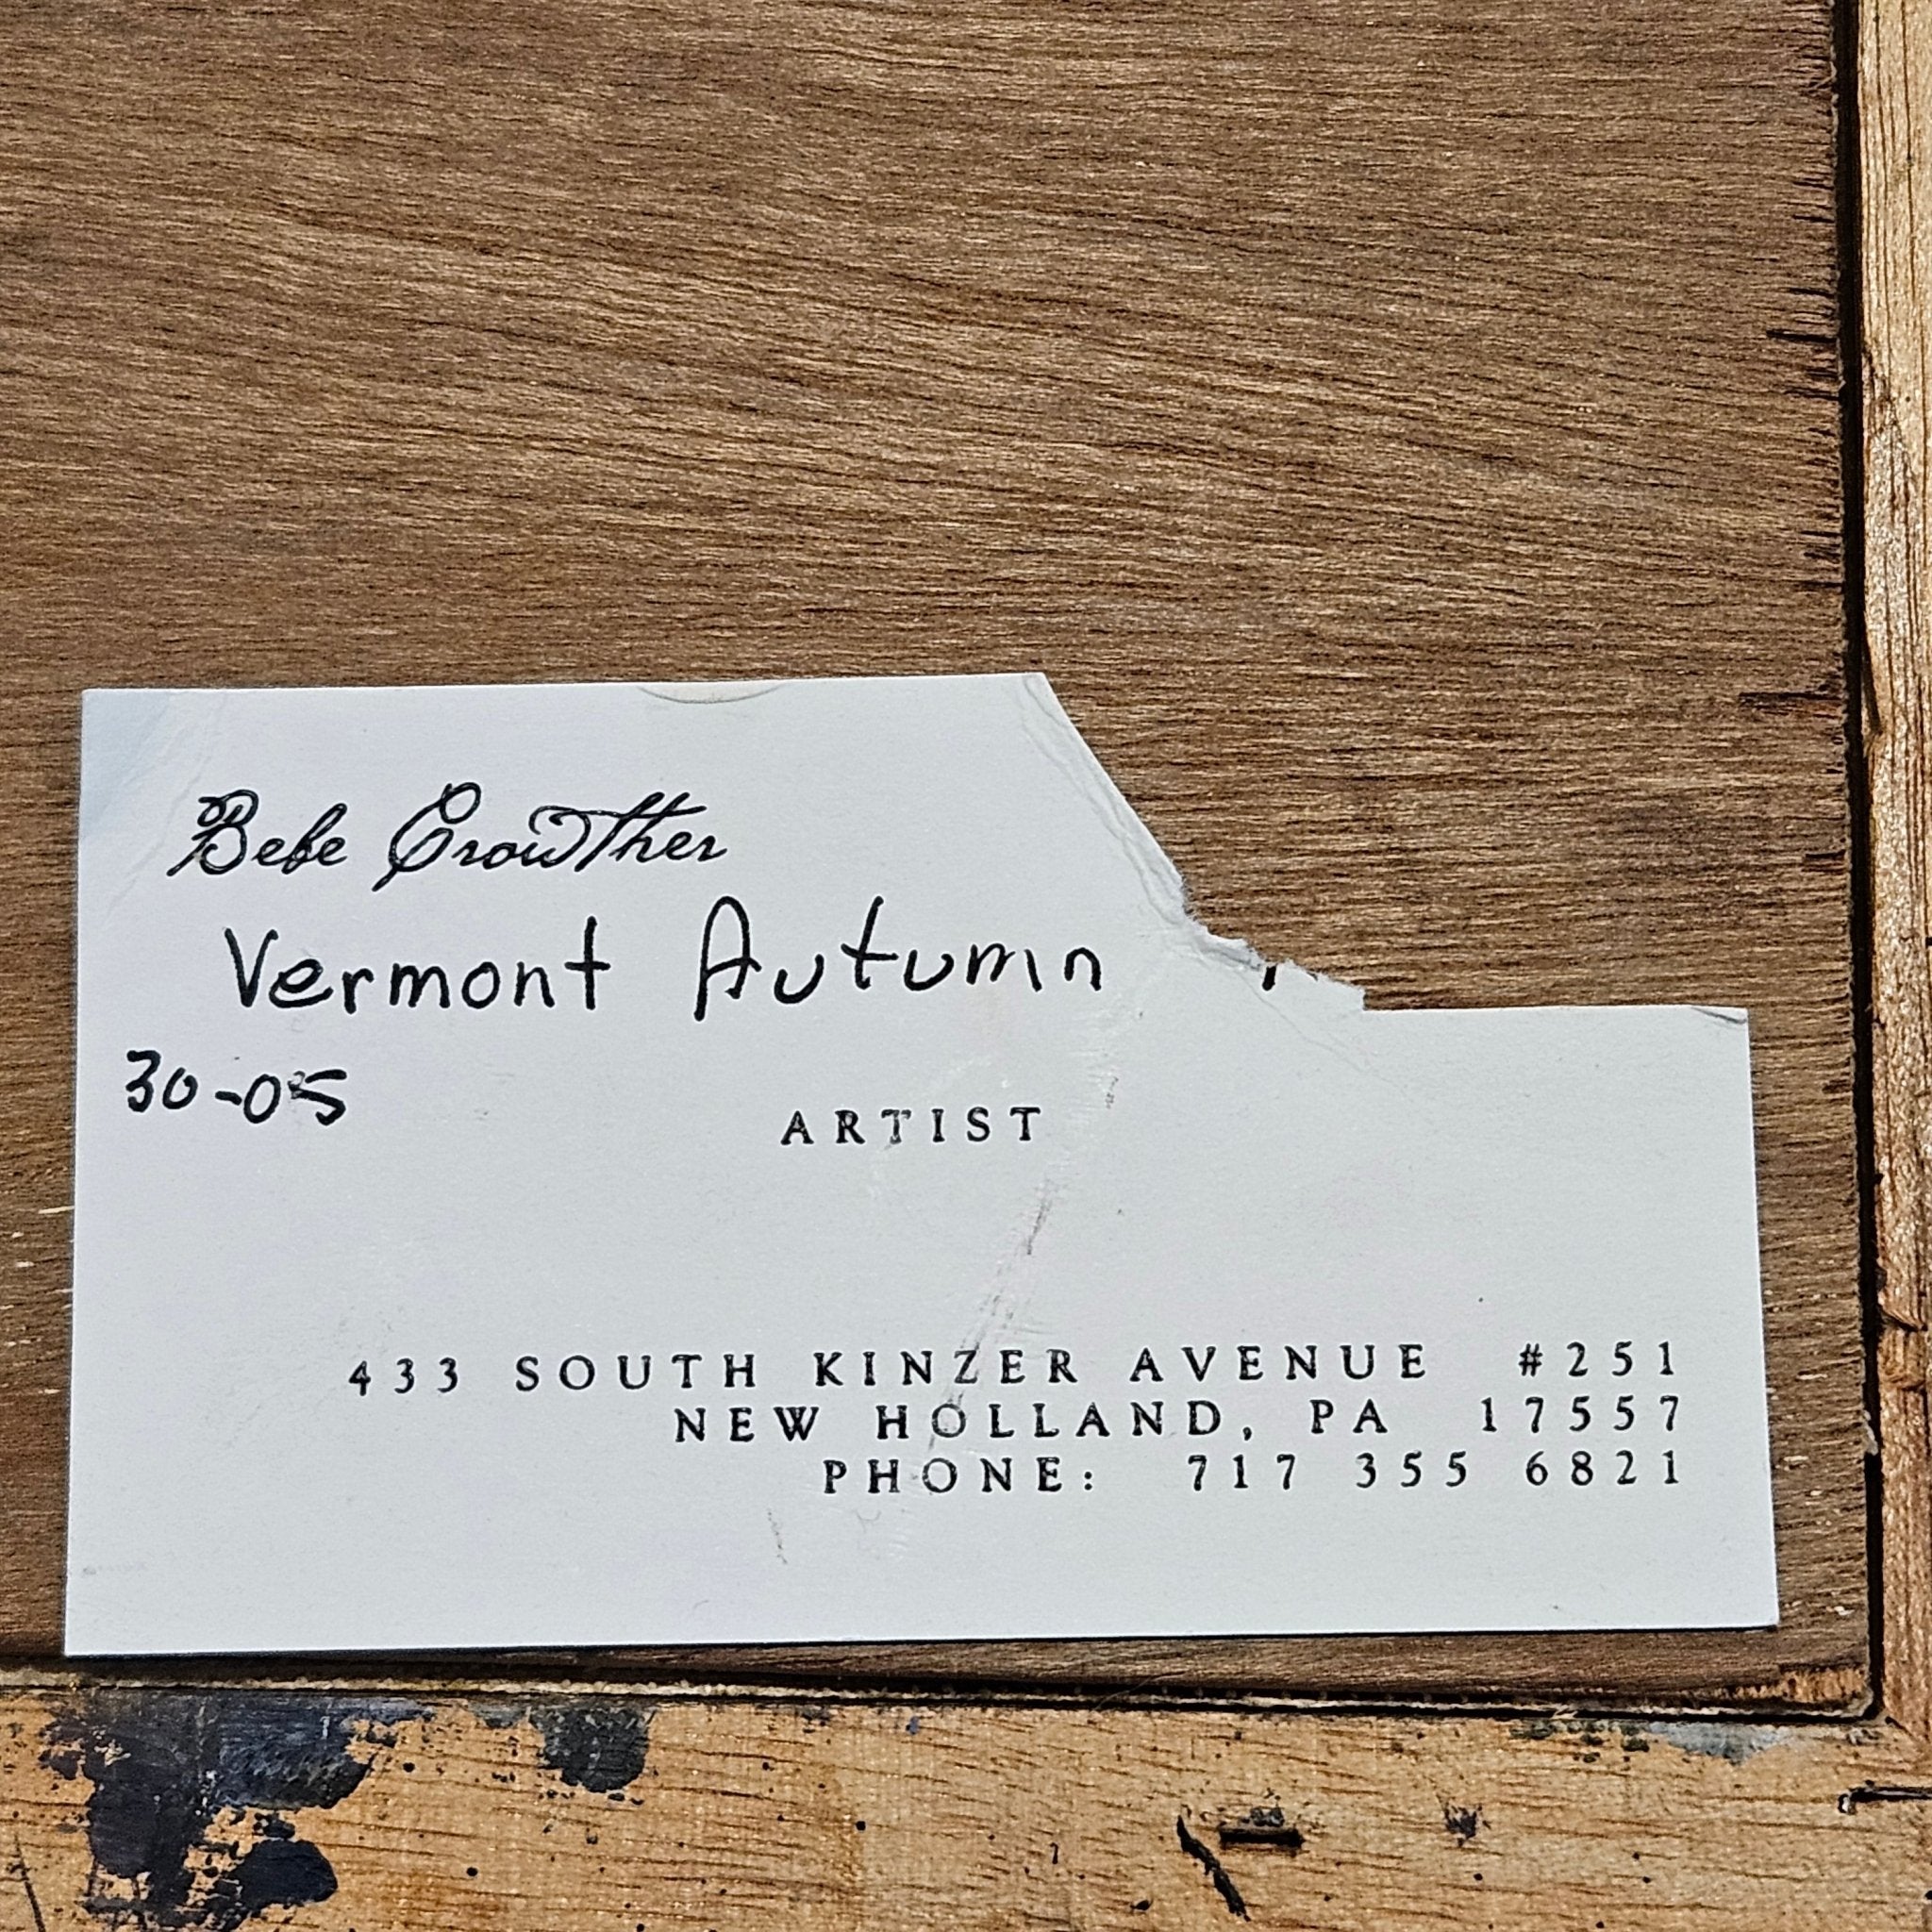 Bebe Crowther
Vermont Autumn
30-05
ARTIST
433 SOUTH KINZER AVENUE #251
NEW HOLLAND, PA 17557
PHONE: 717 355 6821